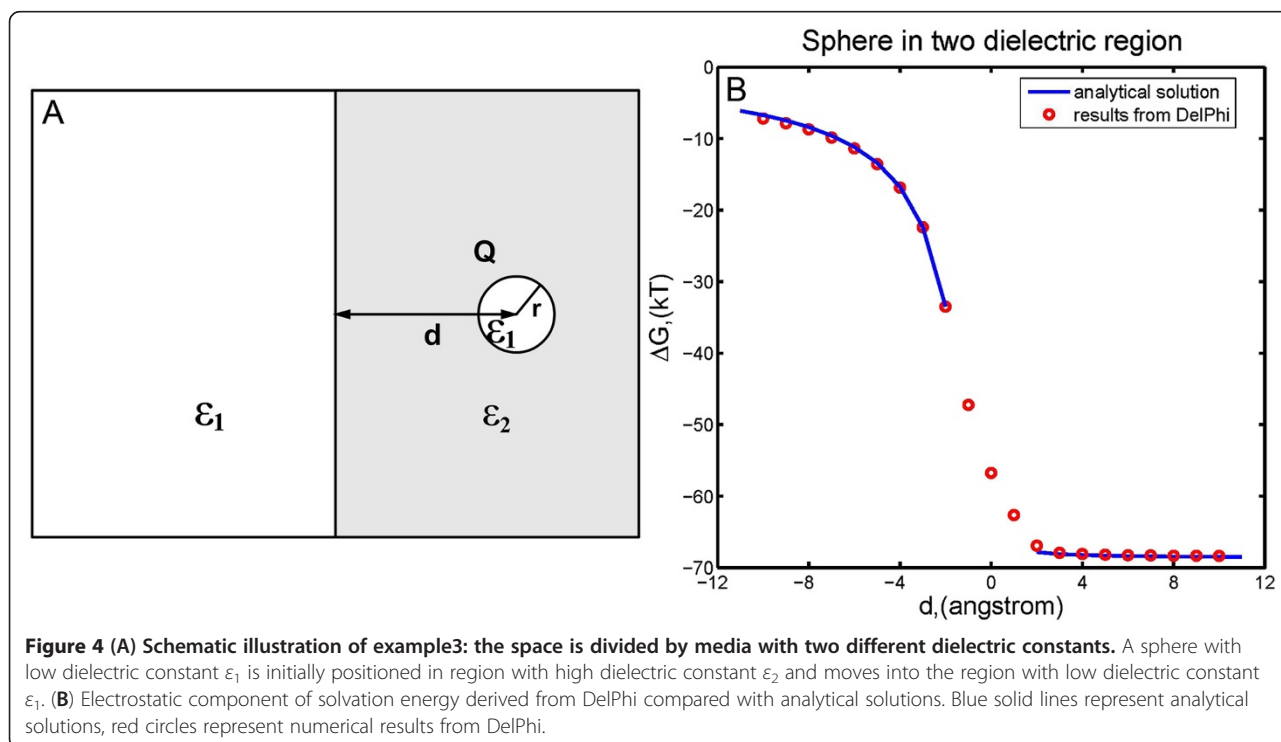 A
Q
r
ε₁
d
ε₁
ε₂
Sphere in two dielectric region
B
analytical solution
results from DelPhi
0
−10
−20
−30
−40
−50
−60
−70
ΔG,(kT)
−12
−8
−4
0
4
8
12
d,(angstrom)
Figure 4 (A) Schematic illustration of example3: the space is divided by media with two different dielectric constants. A sphere with
low dielectric constant ε₁ is initially positioned in region with high dielectric constant ε₂ and moves into the region with low dielectric constant
ε₁. (B) Electrostatic component of solvation energy derived from DelPhi compared with analytical solutions. Blue solid lines represent analytical
solutions, red circles represent numerical results from DelPhi.